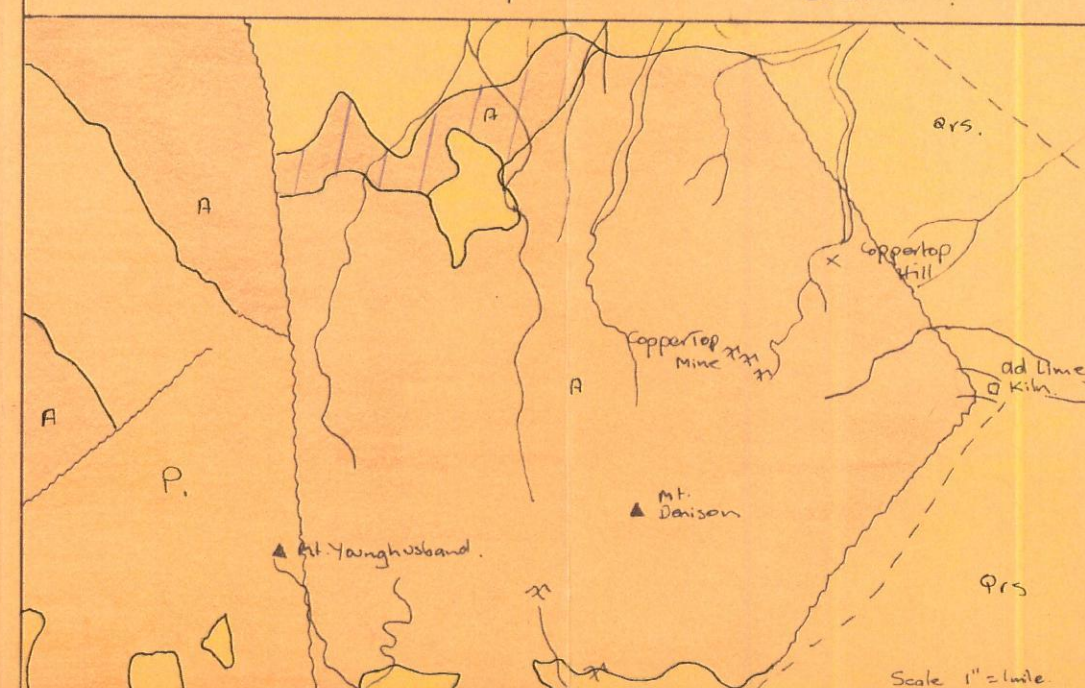 A
Qrs.
A
Coppertop
Hill
CopperTop
Mine
Old Lime
Kiln.
A
A
P.
Mt.
Denison
Mt. Younghusband.
Qrs
Scale 1" = 1mile.